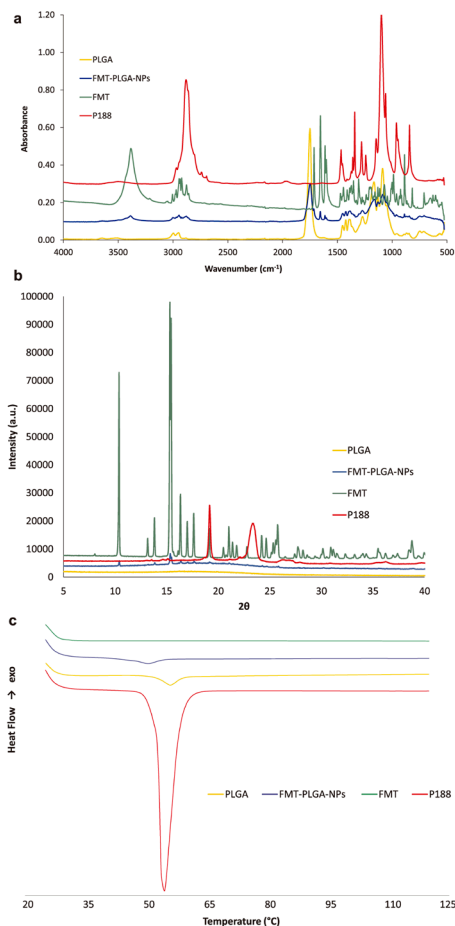 a
1.20
1.00
0.80
0.60
0.40
0.20
0.00
Absorbance
PLGA
FMT-PLGA-NPs
FMT
P188
4000 3500 3000 2500 2000 1500 1000 500
Wavenumber (cm⁻¹)
b
100000
90000
80000
70000
60000
50000
40000
30000
20000
10000
0
Intensity (a.u.)
PLGA
FMT-PLGA-NPs
FMT
P188
5 10 15 20 25 30 35 40
2θ
c
Heat Flow → exo
PLGA FMT-PLGA-NPs FMT P188
20 35 50 65 80 95 110 125
Temperature (°C)